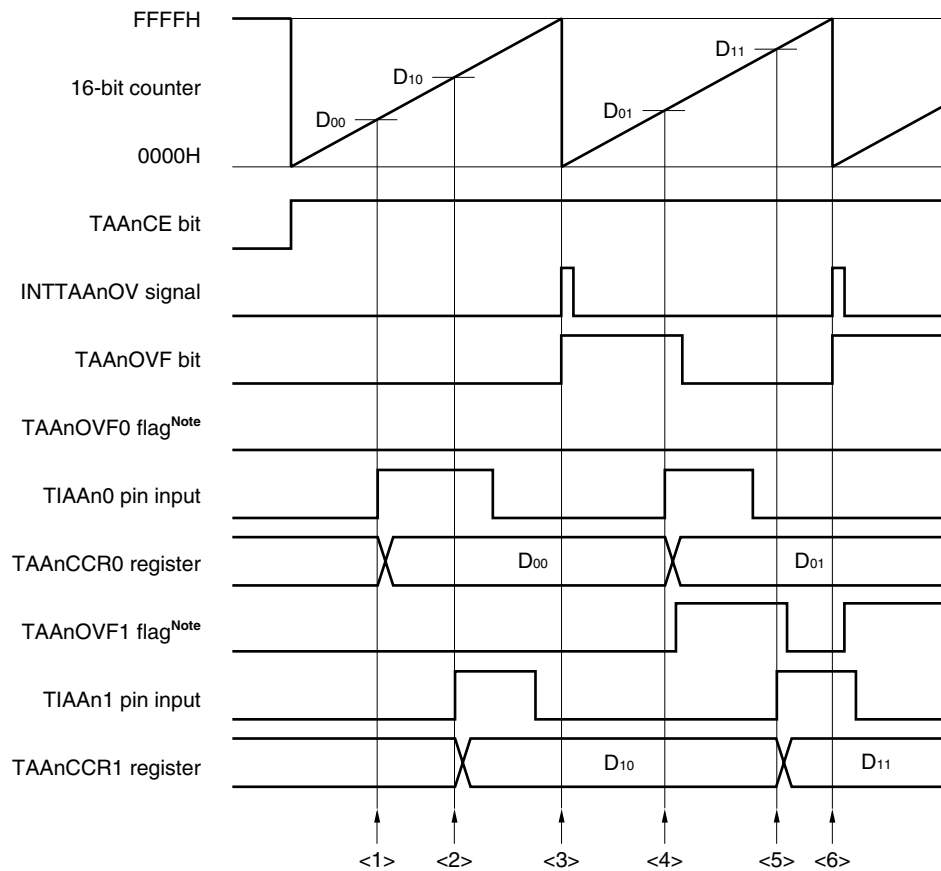 FFFFH
16-bit counter
0000H
D00
D10
D01
D11
TAAnCE bit
INTTAAnOV signal
TAAnOVF bit
TAAnOVF0 flagNote
TIAAn0 pin input
TAAnCCR0 register
D00
D01
TAAnOVF1 flagNote
TIAAn1 pin input
TAAnCCR1 register
D10
D11
<1> <2> <3> <4> <5> <6>